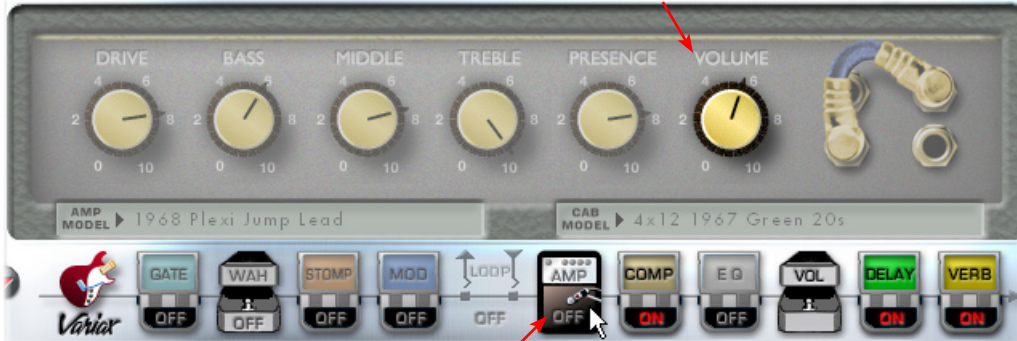 DRIVE BASS MIDDLE TREBLE PRESENCE VOLUME
4 6 4 6 4 6 4 6 4 6 4 6
2 8 2 8 2 8 2 8 2 8 2 8
0 10 0 10 0 10 0 10 0 10 0 10
AMP MODEL 1968 Plexi Jump Lead CAB MODEL 4x12 1967 Green 20s
GATE WAH STOMP MOD LOOP AMP COMP EQ VOL DELAY VERB
Variax OFF OFF OFF OFF OFF OFF ON OFF ON ON